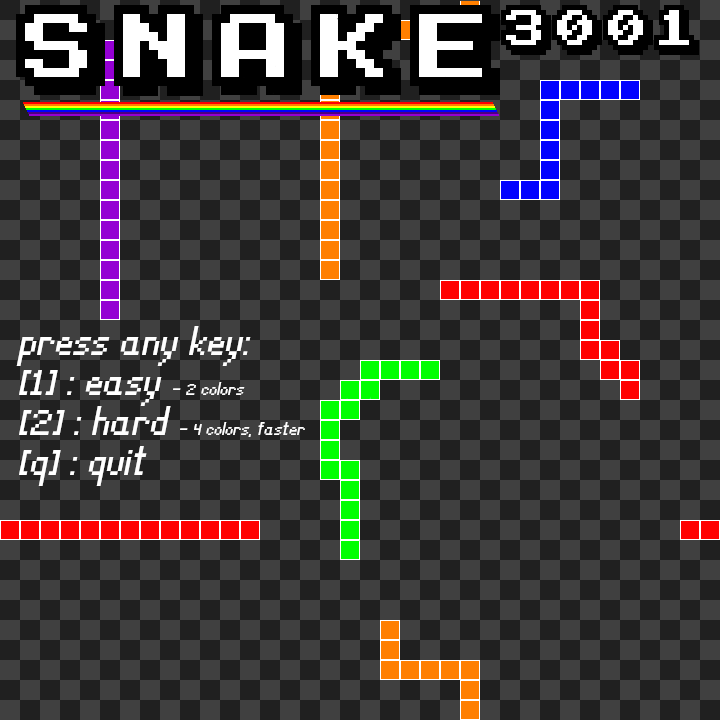 SNAKE 3001
press any key:
[1] : easy - 2 colors
[2] : hard - 4 colors, faster
[q] : quit